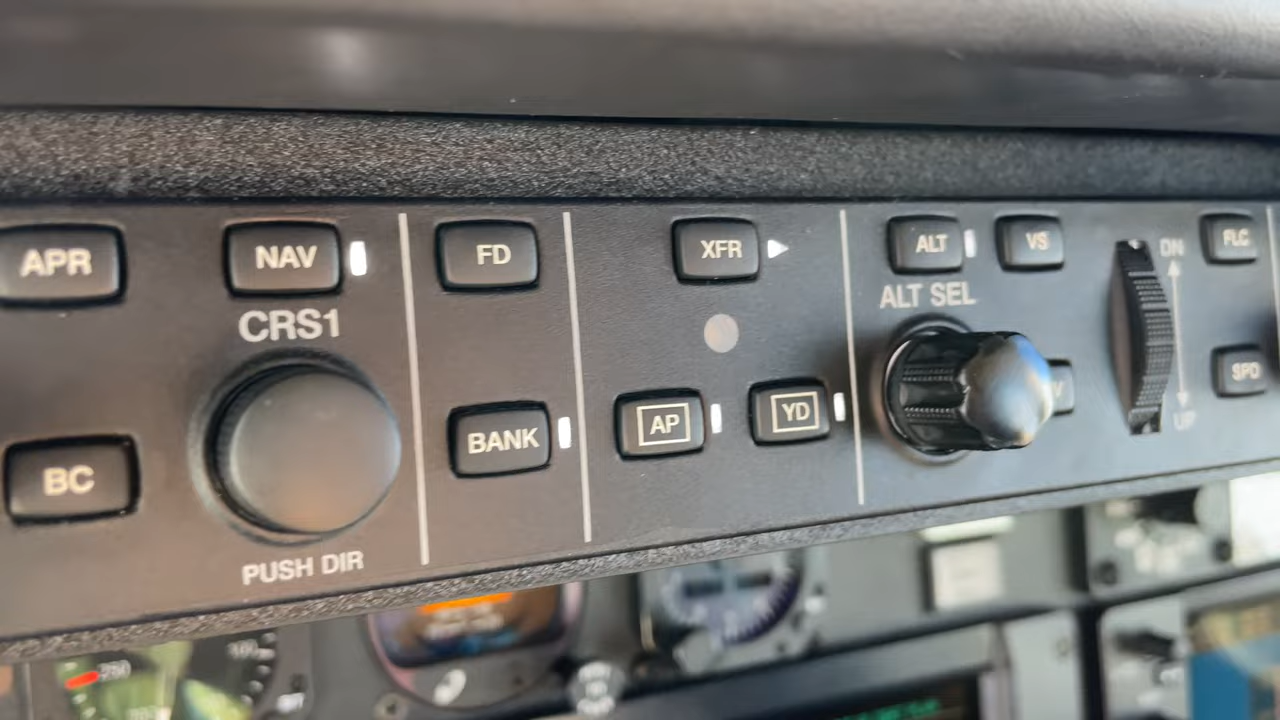 APR
NAV
FD
XFR
ALT
VS
FLC
CRS1
ALT SEL
DN
BC
BANK
AP
YD
SPD
UP
PUSH DIR